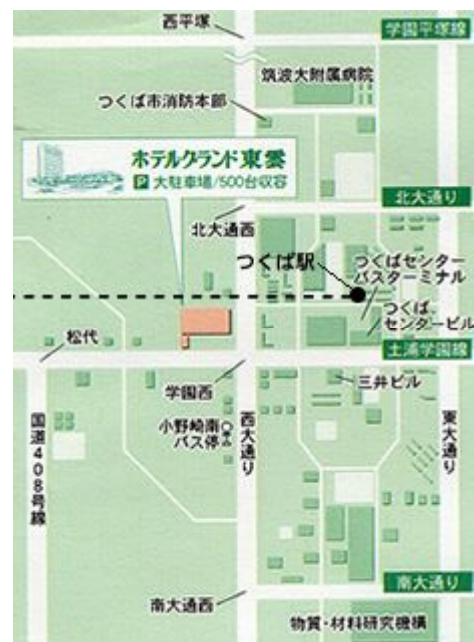 西平塚
学園平塚線
筑波大附属病院
つくば市消防本部
ホテルグランド東雲
P 大駐車場/500台収容
北大通り
北大通西
つくば駅
つくばセンター
バスターミナル
つくば
センタービル
松代
土浦学園線
学園西
三井ビル
小野崎南
バス停
西大通り
東大通り
国道408号線
南大通り
南大通西
物質・材料研究機構